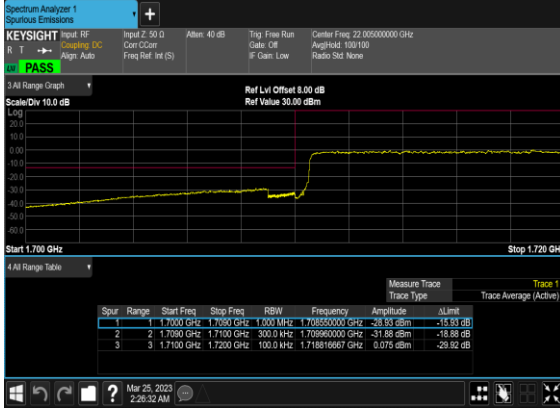 Spectrum Analyzer 1
Spurious Emissions
+
KEYSIGHT Input: RF Input Z: 50 Ω Atten: 40 dB Trig: Free Run Center Freq: 22.005000000 GHz
R T Coupling: DC Corr CCorr Gate: Off Avg|Hold: 100/100
Align: Auto Freq Ref: Int (S) IF Gain: Low Radio Std: None
PASS
3 All Range Graph
Ref Lvl Offset 8.00 dB
Scale/Div 10.0 dB Ref Value 30.00 dBm
Log
20.0
10.0
0.00
-10.0
-20.0
-30.0
-40.0
-50.0
-60.0
Start 1.700 GHz Stop 1.720 GH
4 All Range Table
Measure Trace Trace 1
Trace Type Trace Average (Active)
Spur Range Start Freq Stop Freq RBW Frequency Amplitude ΔLimit
1 1 1.7000 GHz 1.7090 GHz 1.000 MHz 1.708550000 GHz -28.93 dBm -15.93 dB
2 2 1.7090 GHz 1.7100 GHz 300.0 kHz 1.709960000 GHz -31.88 dBm -18.88 dB
3 3 1.7100 GHz 1.7200 GHz 100.0 kHz 1.718816667 GHz 0.075 dBm -29.92 dB
? Mar 25, 2023
2:26:32 AM